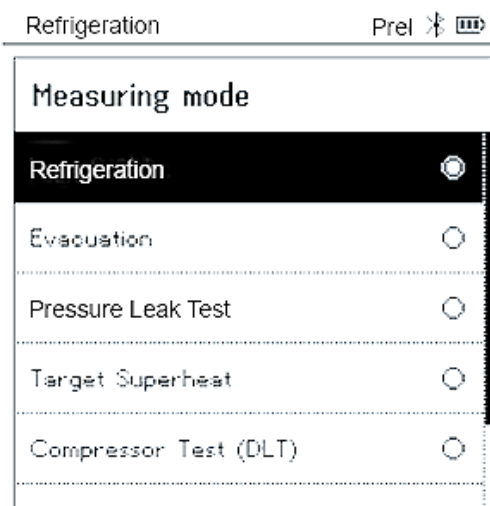 Refrigeration Prel
Measuring mode
Refrigeration
Evacuation
Pressure Leak Test
Target Superheat
Compressor Test (DLT)